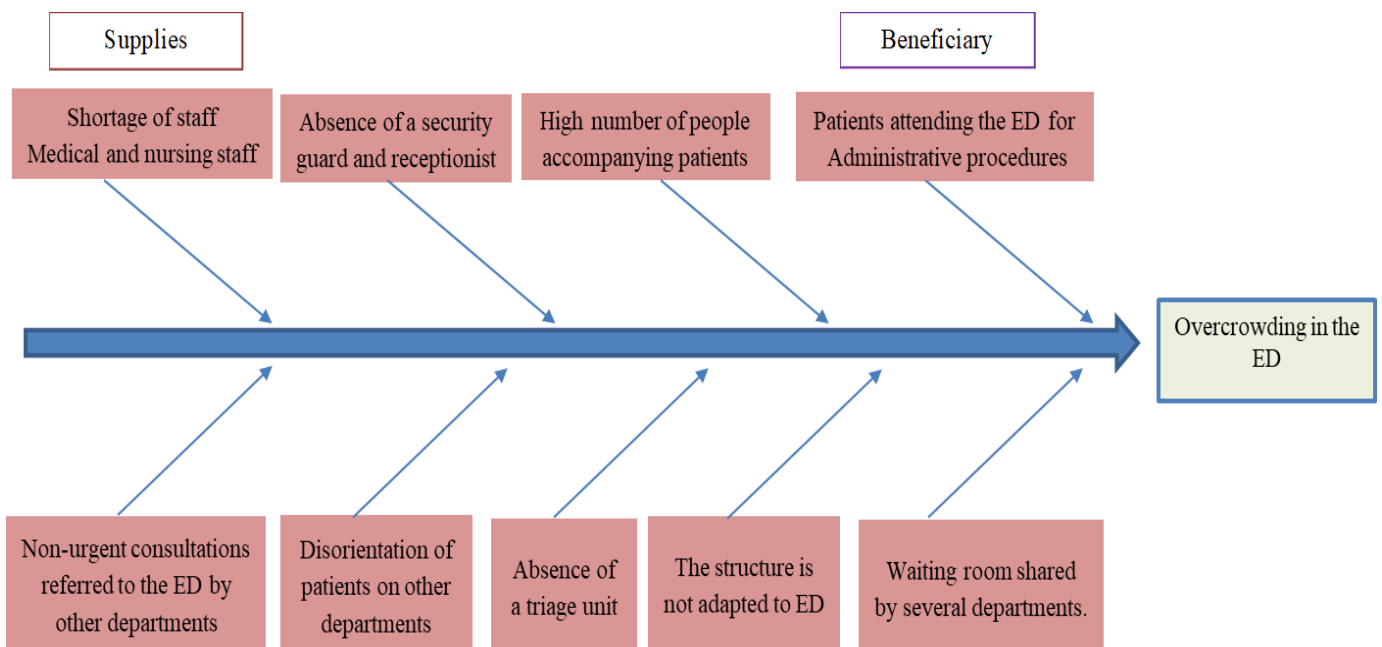 Supplies
Beneficiary
Shortage of staff
Medical and nursing staff
Absence of a security
guard and receptionist
High number of people
accompanying patients
Patients attending the ED for
Administrative procedures
Overcrowding in the
ED
Non-urgent consultations
referred to the ED by
other departments
Disorientation of
patients on other
departments
Absence of
a triage unit
The structure is
not adapted to ED
Waiting room shared
by several departments.